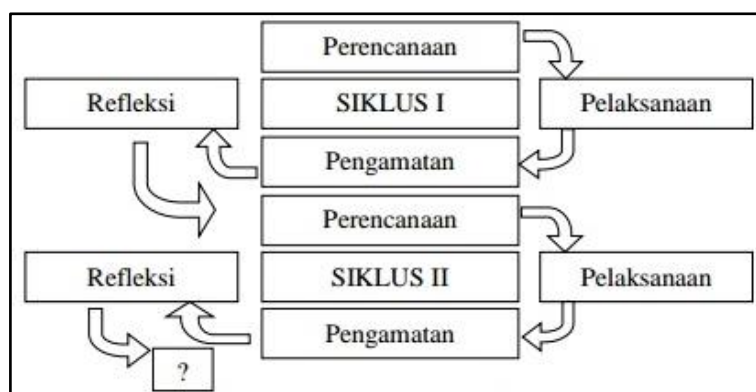 Perencanaan
Refleksi
SIKLUS I
Pelaksanaan
Pengamatan
Perencanaan
Refleksi
SIKLUS II
Pelaksanaan
Pengamatan
?